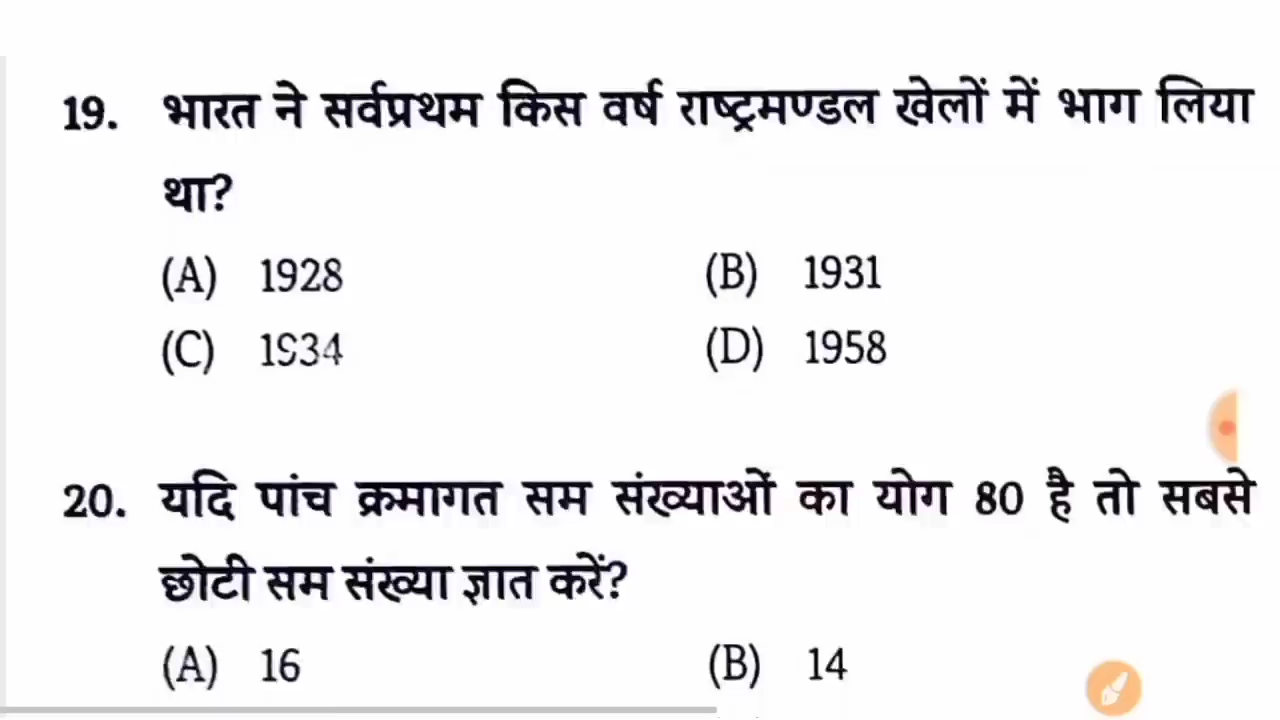 19. भारत ने सर्वप्रथम किस वर्ष राष्ट्रमण्डल खेलों में भाग लिया
था?
(A) 1928 (B) 1931
(C) 1934 (D) 1958
20. यदि पांच क्रमागत सम संख्याओं का योग 80 है तो सबसे
छोटी सम संख्या ज्ञात करें?
(A) 16 (B) 14